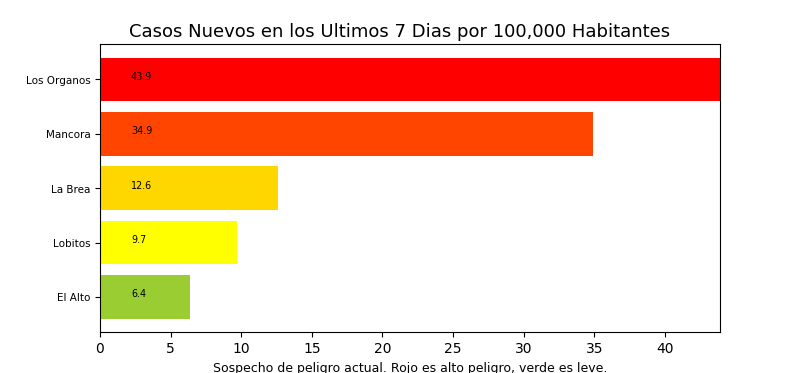 Casos Nuevos en los Ultimos 7 Dias por 100,000 Habitantes
Los Organos 43.9
Mancora 34.9
La Brea 12.6
Lobitos 9.7
El Alto 6.4
0 5 10 15 20 25 30 35 40
Sospecho de peligro actual. Rojo es alto peligro, verde es leve.